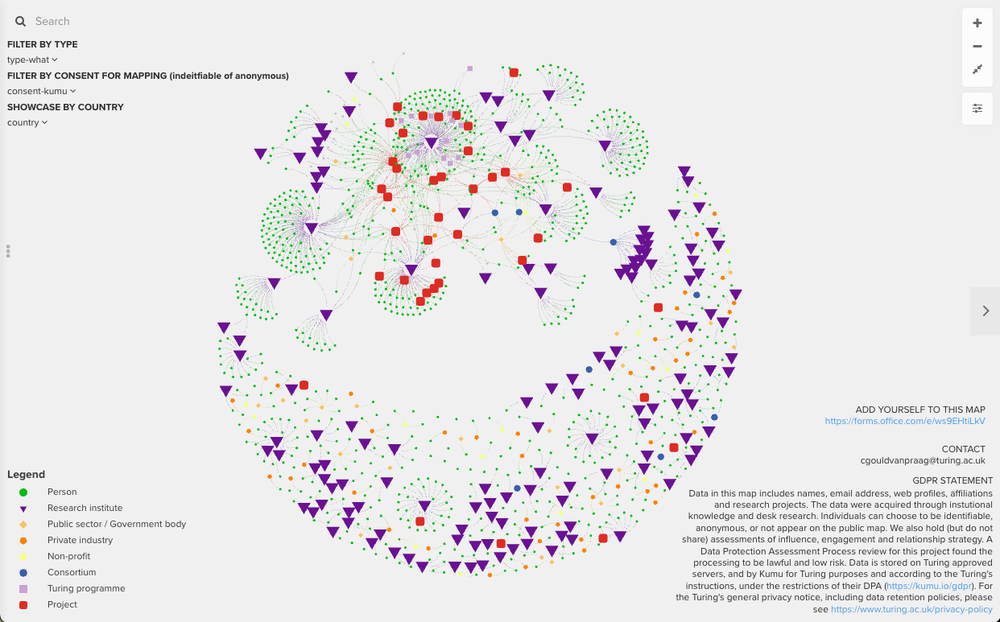 Search
FILTER BY TYPE
type-what
FILTER BY CONSENT FOR MAPPING (indeitfiable of anonymous)
consent-kumu
SHOWCASE BY COUNTRY
country
ADD YOURSELF TO THIS MAP
https://forms.office.com/e/ws9EHtiLkV
CONTACT
cgouldvanpraag@turing.ac.uk
GDPR STATEMENT
Data in this map includes names, email address, web profiles, affiliations
and research projects. The data were acquired through instutional
knowledge and desk research. Individuals can choose to be identifiable,
anonymous, or not appear on the public map. We also hold (but do not
share) assessments of influence, engagement and relationship strategy. A
Data Protection Assessment Process review for this project found the
processing to be lawful and low risk. Data is stored on Turing approved
servers, and by Kumu for Turing purposes and according to the Turing's
instructions, under the restrictions of their DPA (https://kumu.io/gdpr). For
the Turing's general privacy notice, including data retention policies, please
see https://www.turing.ac.uk/privacy-policy
Legend
Person
Research institute
Public sector / Government body
Private industry
Non-profit
Consortium
Turing programme
Project